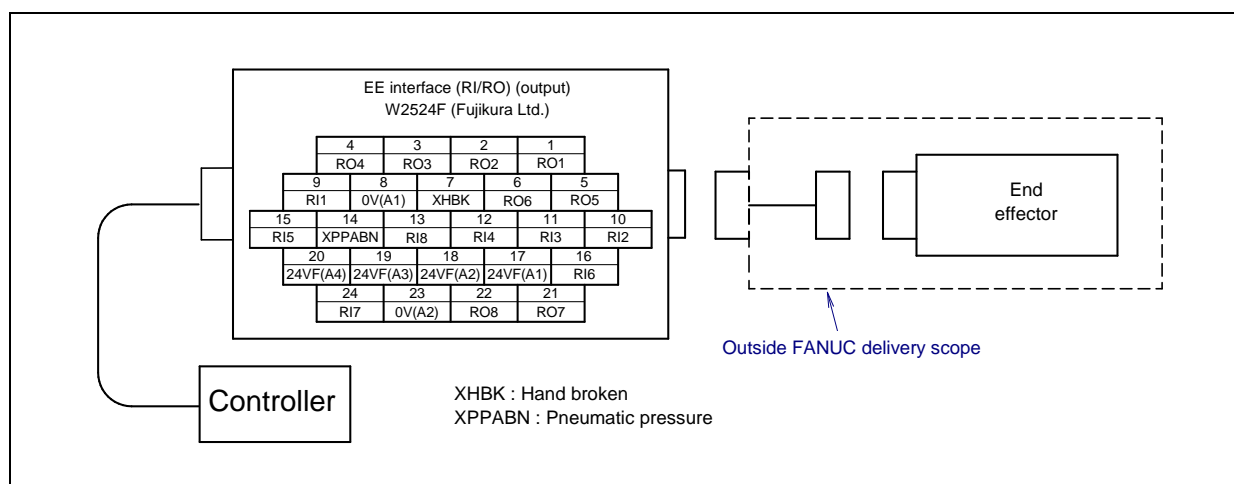 EE interface (RI/RO) (output)
W2524F (Fujikura Ltd.)
4 3 2 1
RO4 RO3 RO2 RO1
9 8 7 6 5
RI1 0V(A1) XHBK RO6 RO5
15 14 13 12 11 10
RI5 XPPABN RI8 RI4 RI3 RI2
20 19 18 17 16
24VF(A4) 24VF(A3) 24VF(A2) 24VF(A1) RI6
24 23 22 21
RI7 0V(A2) RO8 RO7
End
effector
Outside FANUC delivery scope
Controller
XHBK : Hand broken
XPPABN : Pneumatic pressure